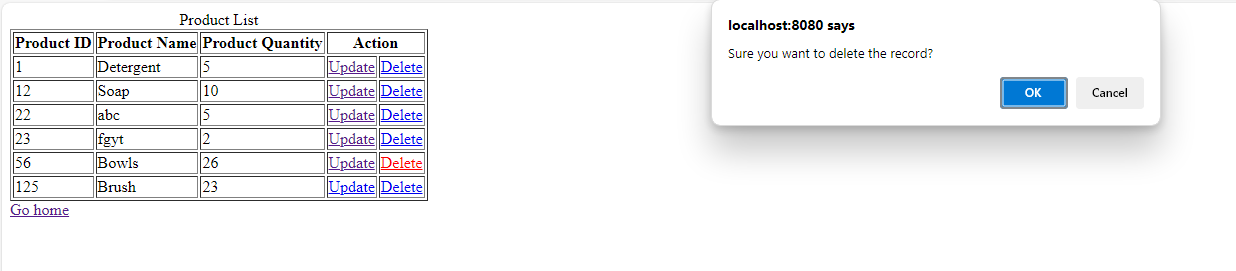 Product List
Product ID Product Name Product Quantity Action
1 Detergent 5 Update Delete
12 Soap 10 Update Delete
22 abc 5 Update Delete
23 fgyt 2 Update Delete
56 Bowls 26 Update Delete
125 Brush 23 Update Delete
Go home
localhost:8080 says
Sure you want to delete the record?
OK Cancel